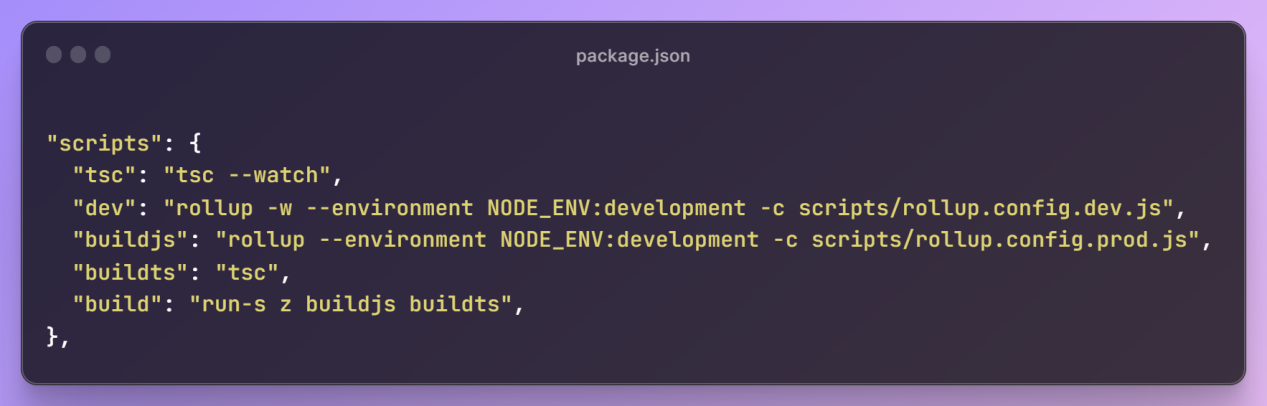 package.json
"scripts": {
  "tsc": "tsc --watch",
  "dev": "rollup -w --environment NODE_ENV:development -c scripts/rollup.config.dev.js",
  "buildjs": "rollup --environment NODE_ENV:development -c scripts/rollup.config.prod.js",
  "buildts": "tsc",
  "build": "run-s z buildjs buildts",
},